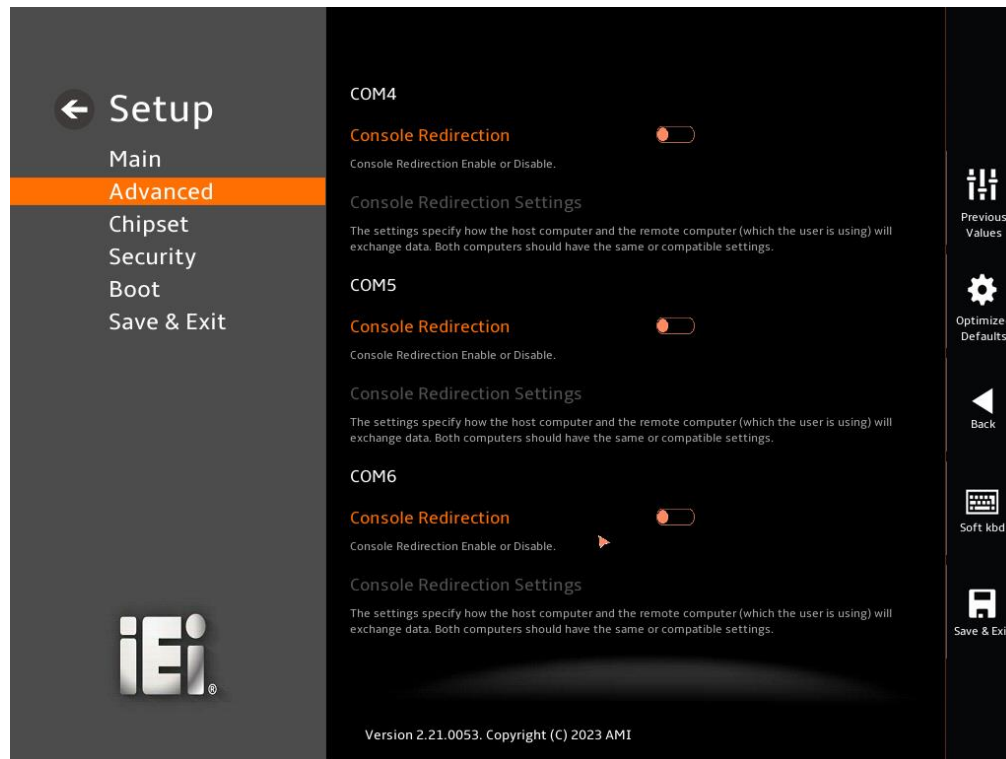 Setup
Main
Advanced
Chipset
Security
Boot
Save & Exit
iEi®
COM4
Console Redirection
Console Redirection Enable or Disable.
Console Redirection Settings
The settings specify how the host computer and the remote computer (which the user is using) will
exchange data. Both computers should have the same or compatible settings.
COM5
Console Redirection
Console Redirection Enable or Disable.
Console Redirection Settings
The settings specify how the host computer and the remote computer (which the user is using) will
exchange data. Both computers should have the same or compatible settings.
COM6
Console Redirection
Console Redirection Enable or Disable.
Console Redirection Settings
The settings specify how the host computer and the remote computer (which the user is using) will
exchange data. Both computers should have the same or compatible settings.
Version 2.21.0053. Copyright (C) 2023 AMI
Previous
Values
Optimize
Defaults
Back
Soft kbd
Save & Exi